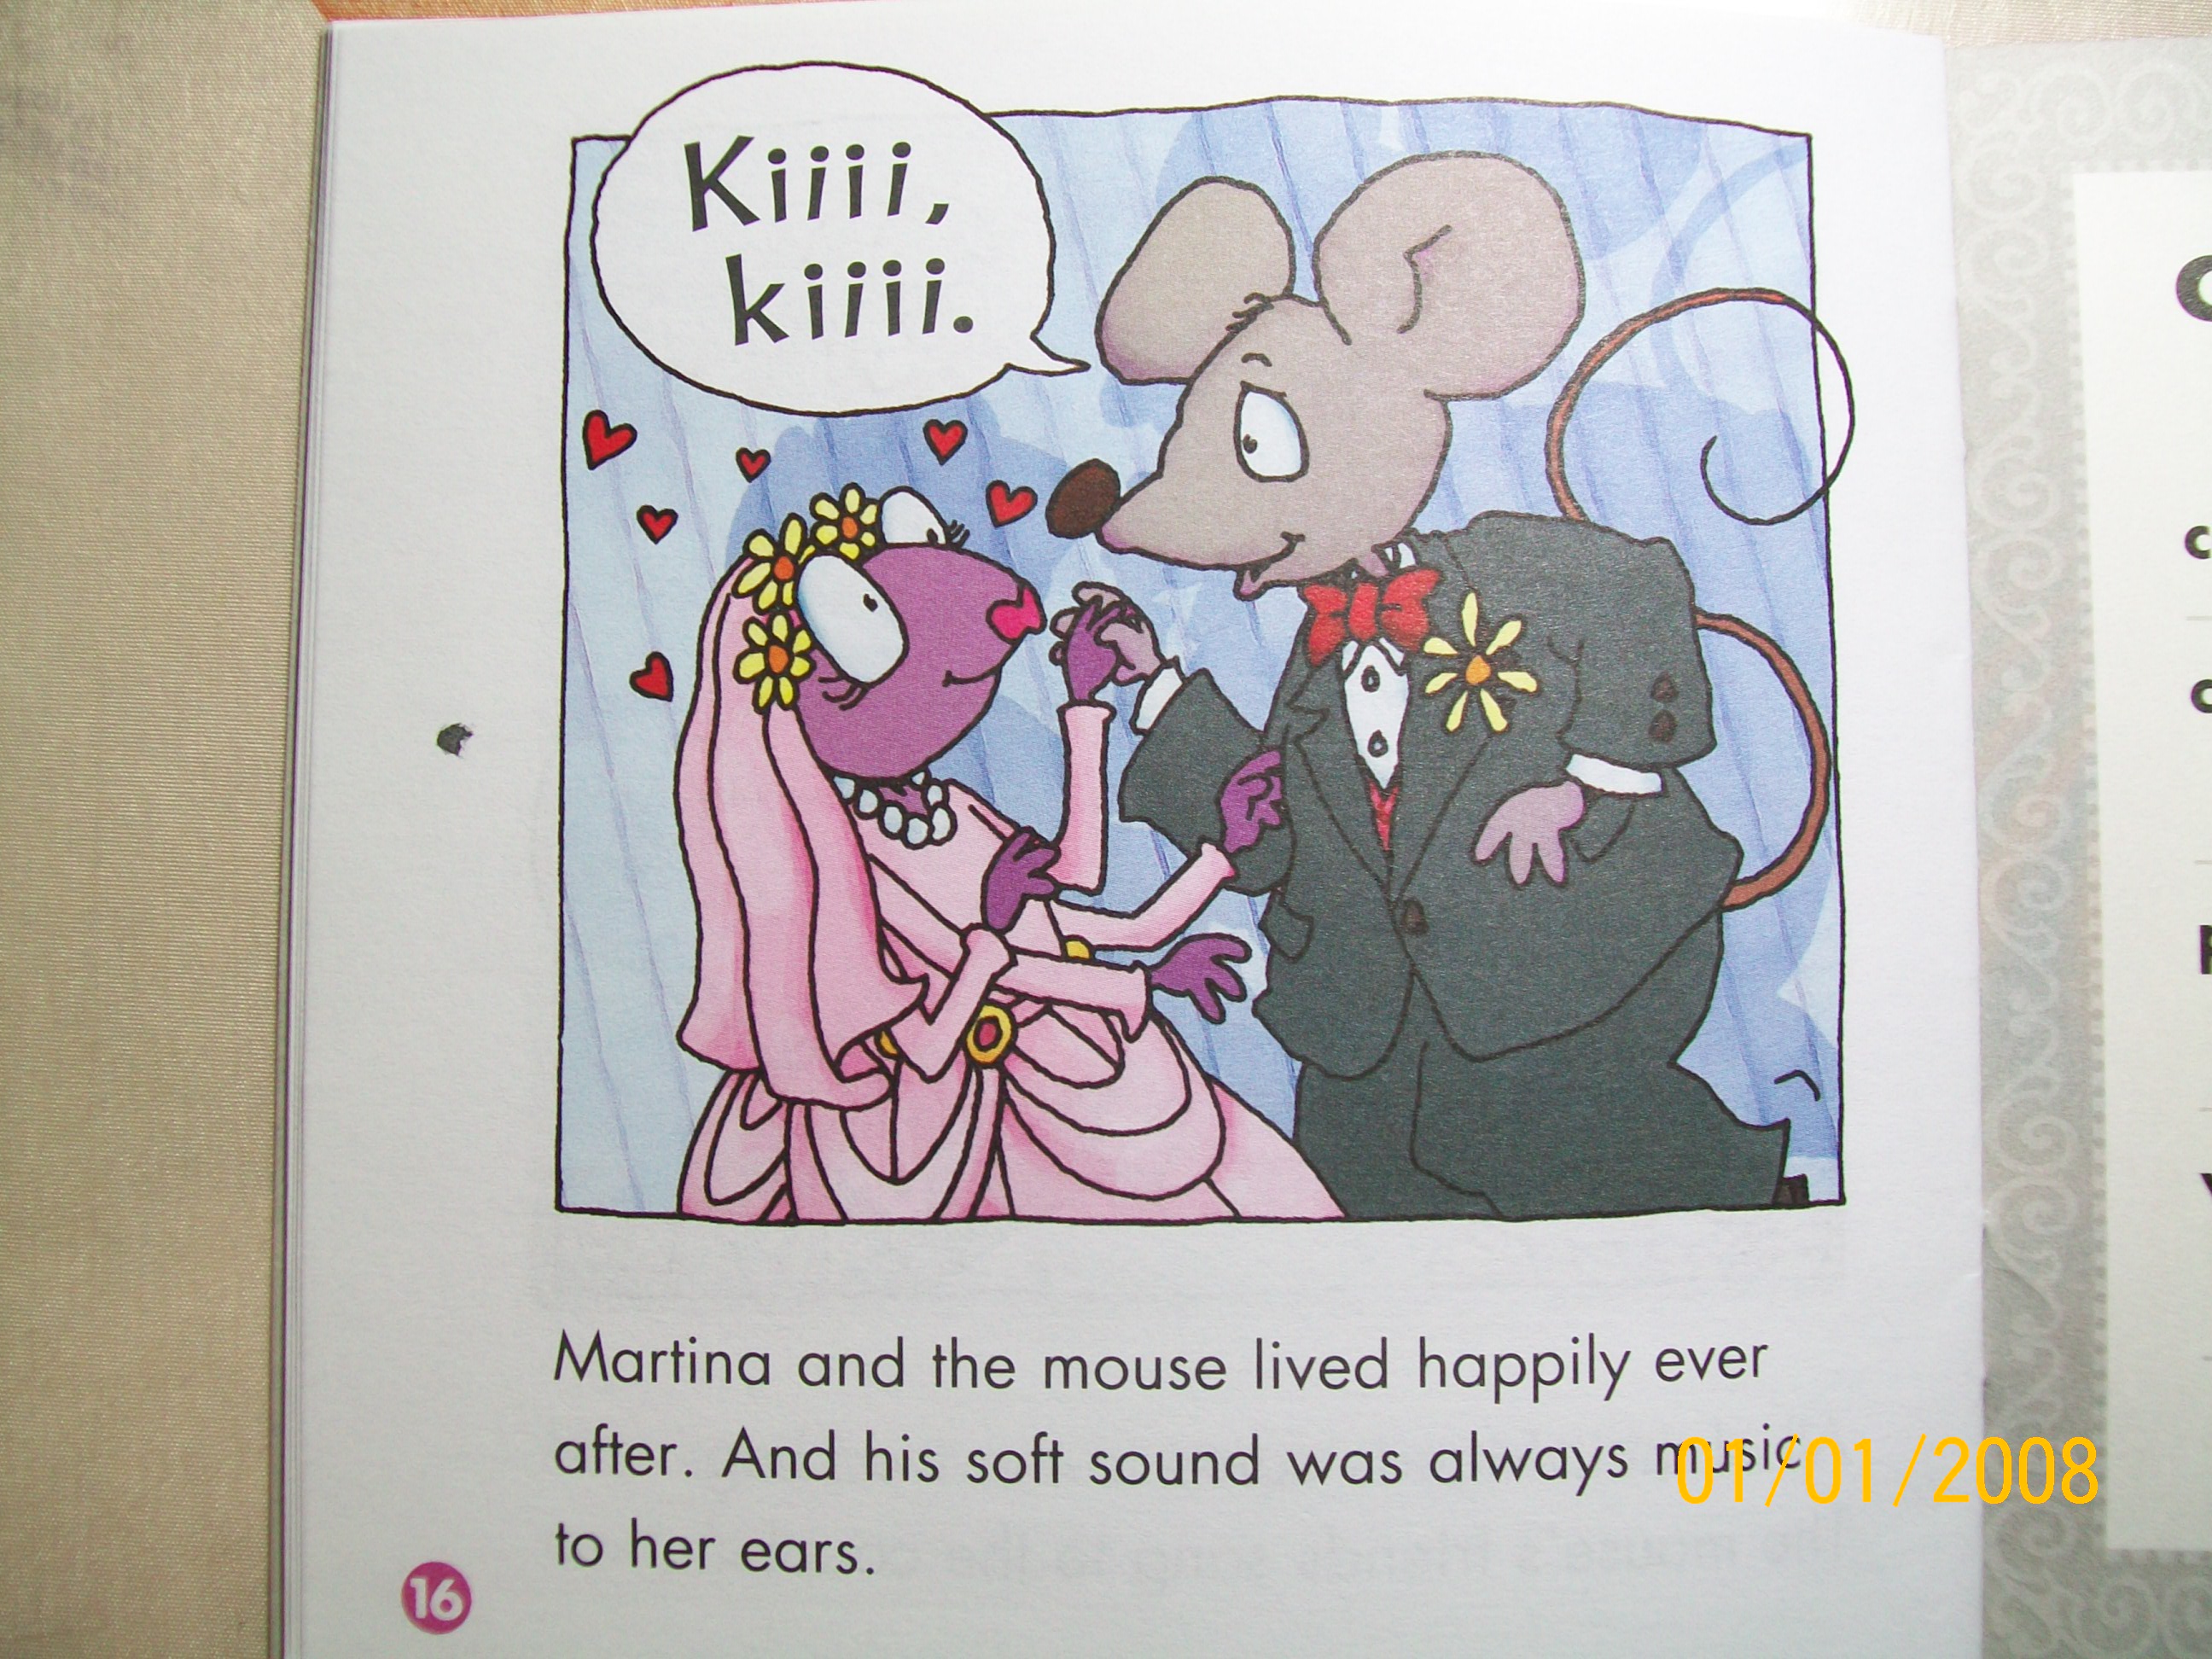 Kiiii,
kiiii.
Martina and the mouse lived happily ever
after. And his soft sound was always music
to her ears.
16
01/01/2008